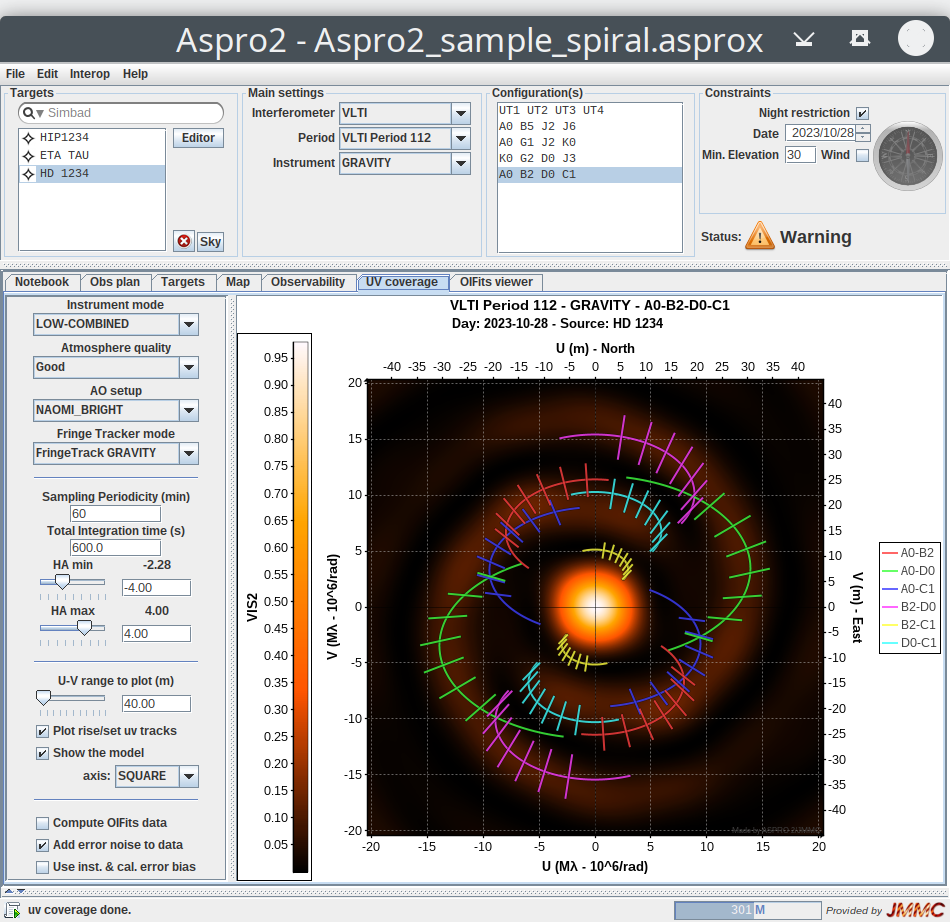 Aspro2 - Aspro2_sample_spiral.asprox
File Edit Interop Help
Targets
Simbad
HIP1234
ETA TAU
HD 1234
Editor
Sky
Main settings
Interferometer VLTI
Period VLTI Period 112
Instrument GRAVITY
Configuration(s)
UT1 UT2 UT3 UT4
A0 B5 J2 J6
A0 G1 J2 K0
K0 G2 D0 J3
A0 B2 D0 C1
Constraints
Night restriction
Date 2023/10/28
Min. Elevation 30 Wind
Status: Warning
Notebook Obs plan Targets Map Observability UV coverage OIFits viewer
Instrument mode
LOW-COMBINED
Atmosphere quality
Good
AO setup
NAOMI_BRIGHT
Fringe Tracker mode
FringeTrack GRAVITY
Sampling Periodicity (min)
60
Total Integration time (s)
600.0
HA min -2.28
-4.00
HA max 4.00
4.00
U-V range to plot (m)
40.00
Plot rise/set uv tracks
Show the model
axis: SQUARE
Compute OIFits data
Add error noise to data
Use inst. & cal. error bias
VLTI Period 112 - GRAVITY - A0-B2-D0-C1
Day: 2023-10-28 - Source: HD 1234
U (m) - North
-40 -35 -30 -25 -20 -15 -10 -5 0 5 10 15 20 25 30 35 40
VIS2
0.95
0.90
0.85
0.80
0.75
0.70
0.65
0.60
0.55
0.50
0.45
0.40
0.35
0.30
0.25
0.20
0.15
0.10
0.05
V (Mλ - 10^6/rad)
20
15
10
5
0
-5
-10
-15
-20
40
35
30
25
20
15
10
5
0
-5
-10
-15
-20
-25
-30
-35
-40
V (m) - East
Made by ASPRO 2/JMMC
-20 -15 -10 -5 0 5 10 15 20
U (Mλ - 10^6/rad)
A0-B2
A0-D0
A0-C1
B2-D0
B2-C1
D0-C1
uv coverage done.
301 M
Provided by JMMC